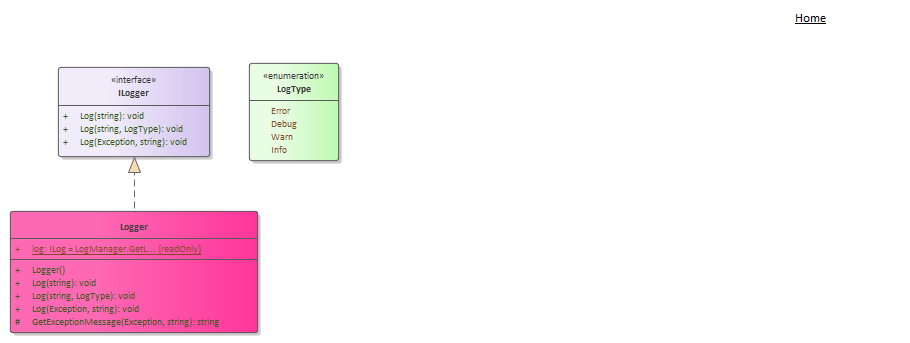 Home
«interface»
ILogger
+ Log(string): void
+ Log(string, LogType): void
+ Log(Exception, string): void
«enumeration»
LogType
Error
Debug
Warn
Info
Logger
+ log: ILog = LogManager.GetL... {readOnly}
+ Logger()
+ Log(string): void
+ Log(string, LogType): void
+ Log(Exception, string): void
# GetExceptionMessage(Exception, string): string